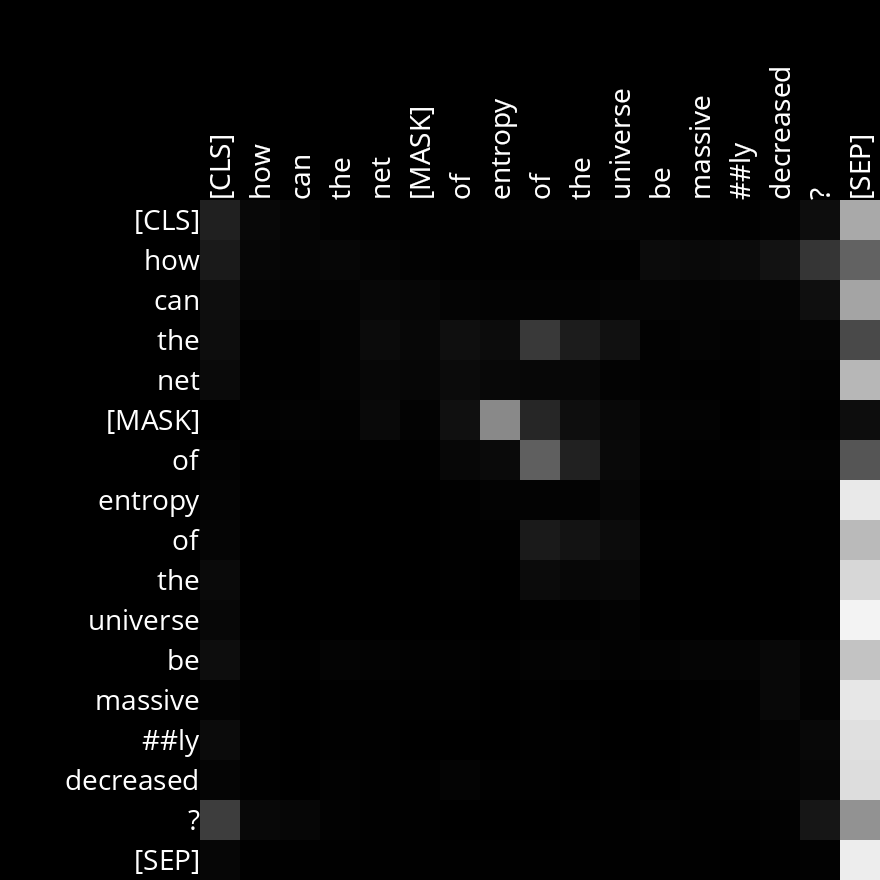 [CLS] how can the net [MASK] of entropy of the universe be massive ##ly decreased ? [SEP]
[CLS]
how
can
the
net
[MASK]
of
entropy
of
the
universe
be
massive
##ly
decreased
?
[SEP]